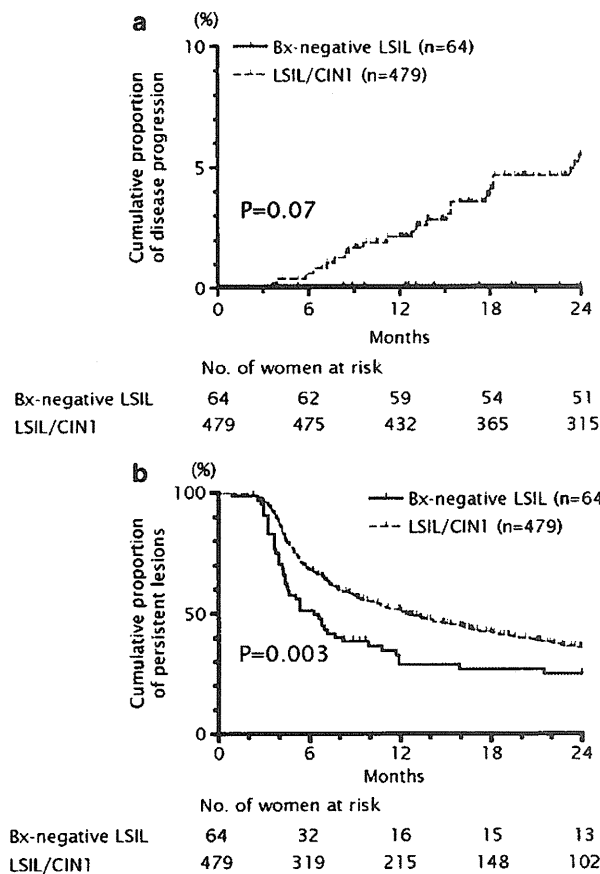 a
(%)
10
5
0
Cumulative proportion
of disease progression
Bx-negative LSIL (n=64)
LSIL/CIN1 (n=479)
P=0.07
0 6 12 18 24
Months
No. of women at risk
Bx-negative LSIL 64 62 59 54 51
LSIL/CIN1 479 475 432 365 315
b
(%)
100
50
0
Cumulative proportion
of persistent lesions
Bx-negative LSIL (n=64
LSIL/CIN1 (n=479)
P=0.003
0 6 12 18 24
Months
No. of women at risk
Bx-negative LSIL 64 32 16 15 13
LSIL/CIN1 479 319 215 148 102